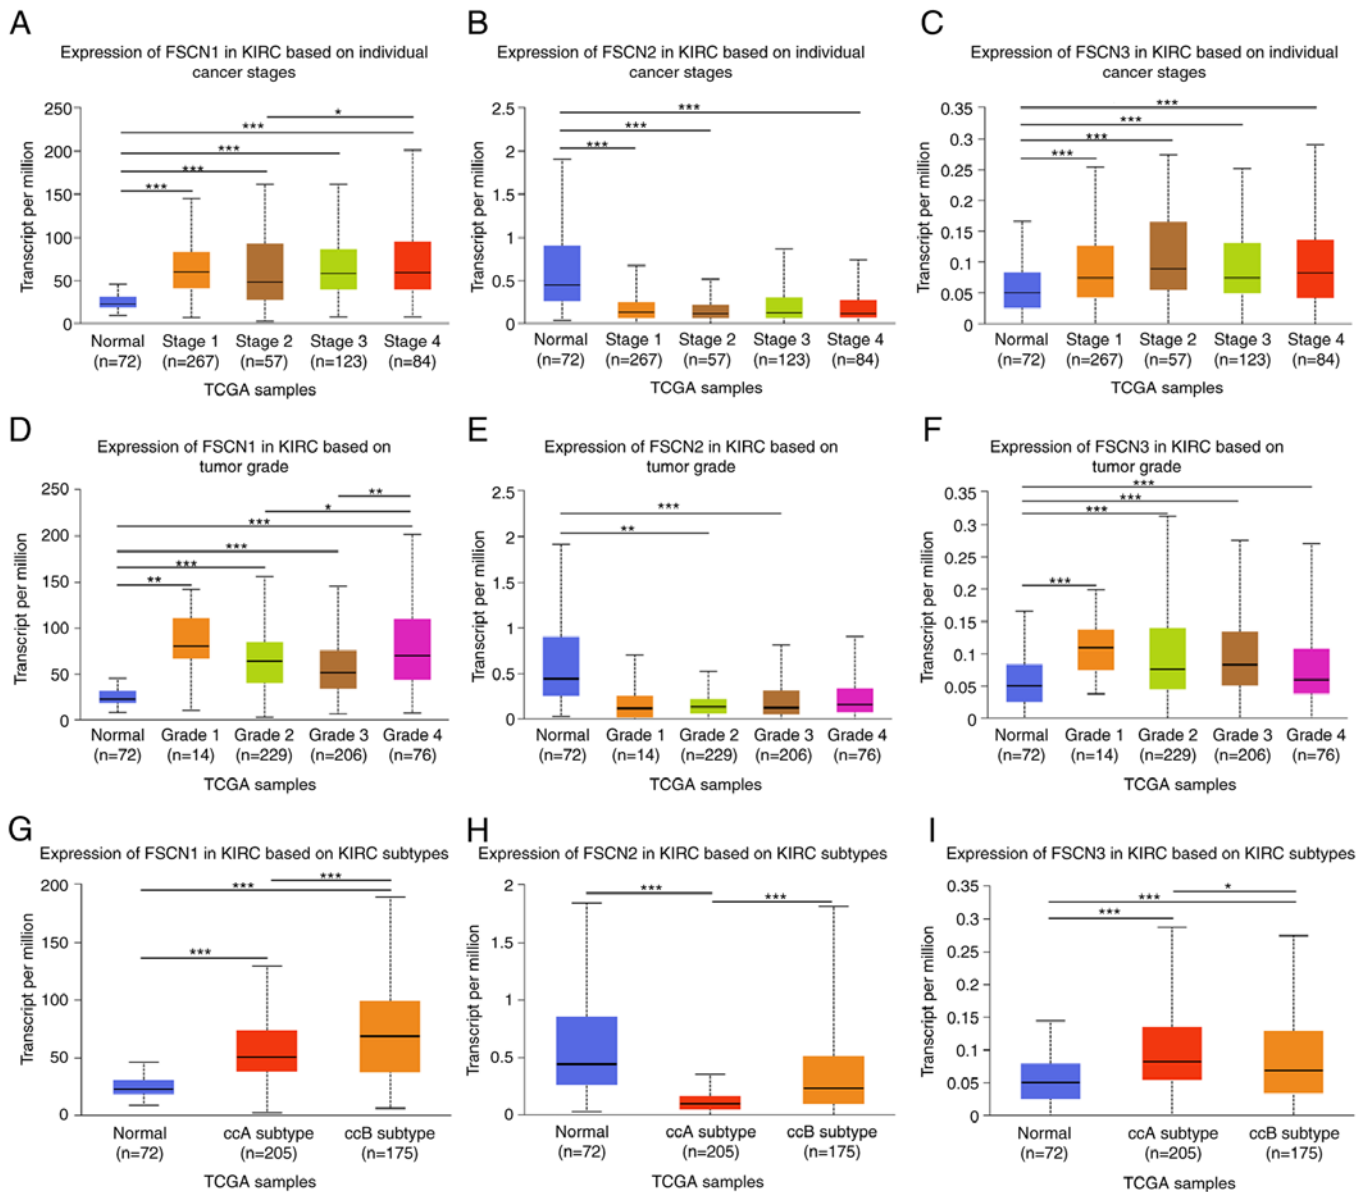 A
Expression of FSCN1 in KIRC based on individual
cancer stages
Transcript per million
250
200
150
100
50
0
***
***
***
***
*
Normal Stage 1 Stage 2 Stage 3 Stage 4
(n=72) (n=267) (n=57) (n=123) (n=84)
TCGA samples
B
Expression of FSCN2 in KIRC based on individual
cancer stages
Transcript per million
2.5
2
1
0.5
0
***
***
***
Normal Stage 1 Stage 2 Stage 3 Stage 4
(n=72) (n=267) (n=57) (n=123) (n=84)
TCGA samples
C
Expression of FSCN3 in KIRC based on individual
cancer stages
Transcript per million
0.35
0.3
0.25
0.2
0.15
0.1
0.05
0
***
***
***
***
Normal Stage 1 Stage 2 Stage 3 Stage 4
(n=72) (n=267) (n=57) (n=123) (n=84)
TCGA samples
D
Expression of FSCN1 in KIRC based on
tumor grade
Transcript per million
250
200
150
100
50
0
**
*
***
***
***
**
Normal Grade 1 Grade 2 Grade 3 Grade 4
(n=72) (n=14) (n=229) (n=206) (n=76)
TCGA samples
E
Expression of FSCN2 in KIRC based on
tumor grade
Transcript per million
2.5
2
1.5
1
0.5
0
***
**
Normal Grade 1 Grade 2 Grade 3 Grade 4
(n=72) (n=14) (n=229) (n=206) (n=76)
TCGA samples
F
Expression of FSCN3 in KIRC based on
tumor grade
Transcript per million
0.35
0.3
0.25
0.2
0.15
0.1
0.05
0
***
***
***
***
Normal Grade 1 Grade 2 Grade 3 Grade 4
(n=72) (n=14) (n=229) (n=206) (n=76)
TCGA samples
G
Expression of FSCN1 in KIRC based on KIRC subtypes
Transcript per million
200
150
100
50
0
***
***
***
Normal ccA subtype ccB subtype
(n=72) (n=205) (n=175)
TCGA samples
H
Expression of FSCN2 in KIRC based on KIRC subtypes
Transcript per million
2
1
0.5
0
***
***
Normal ccA subtype ccB subtype
(n=72) (n=205) (n=175)
TCGA samples
I
Expression of FSCN3 in KIRC based on KIRC subtypes
Transcript per million
0.35
0.3
0.25
0.2
0.15
0.1
0.05
0
*
***
***
Normal ccA subtype ccB subtype
(n=72) (n=205) (n=175)
TCGA samples